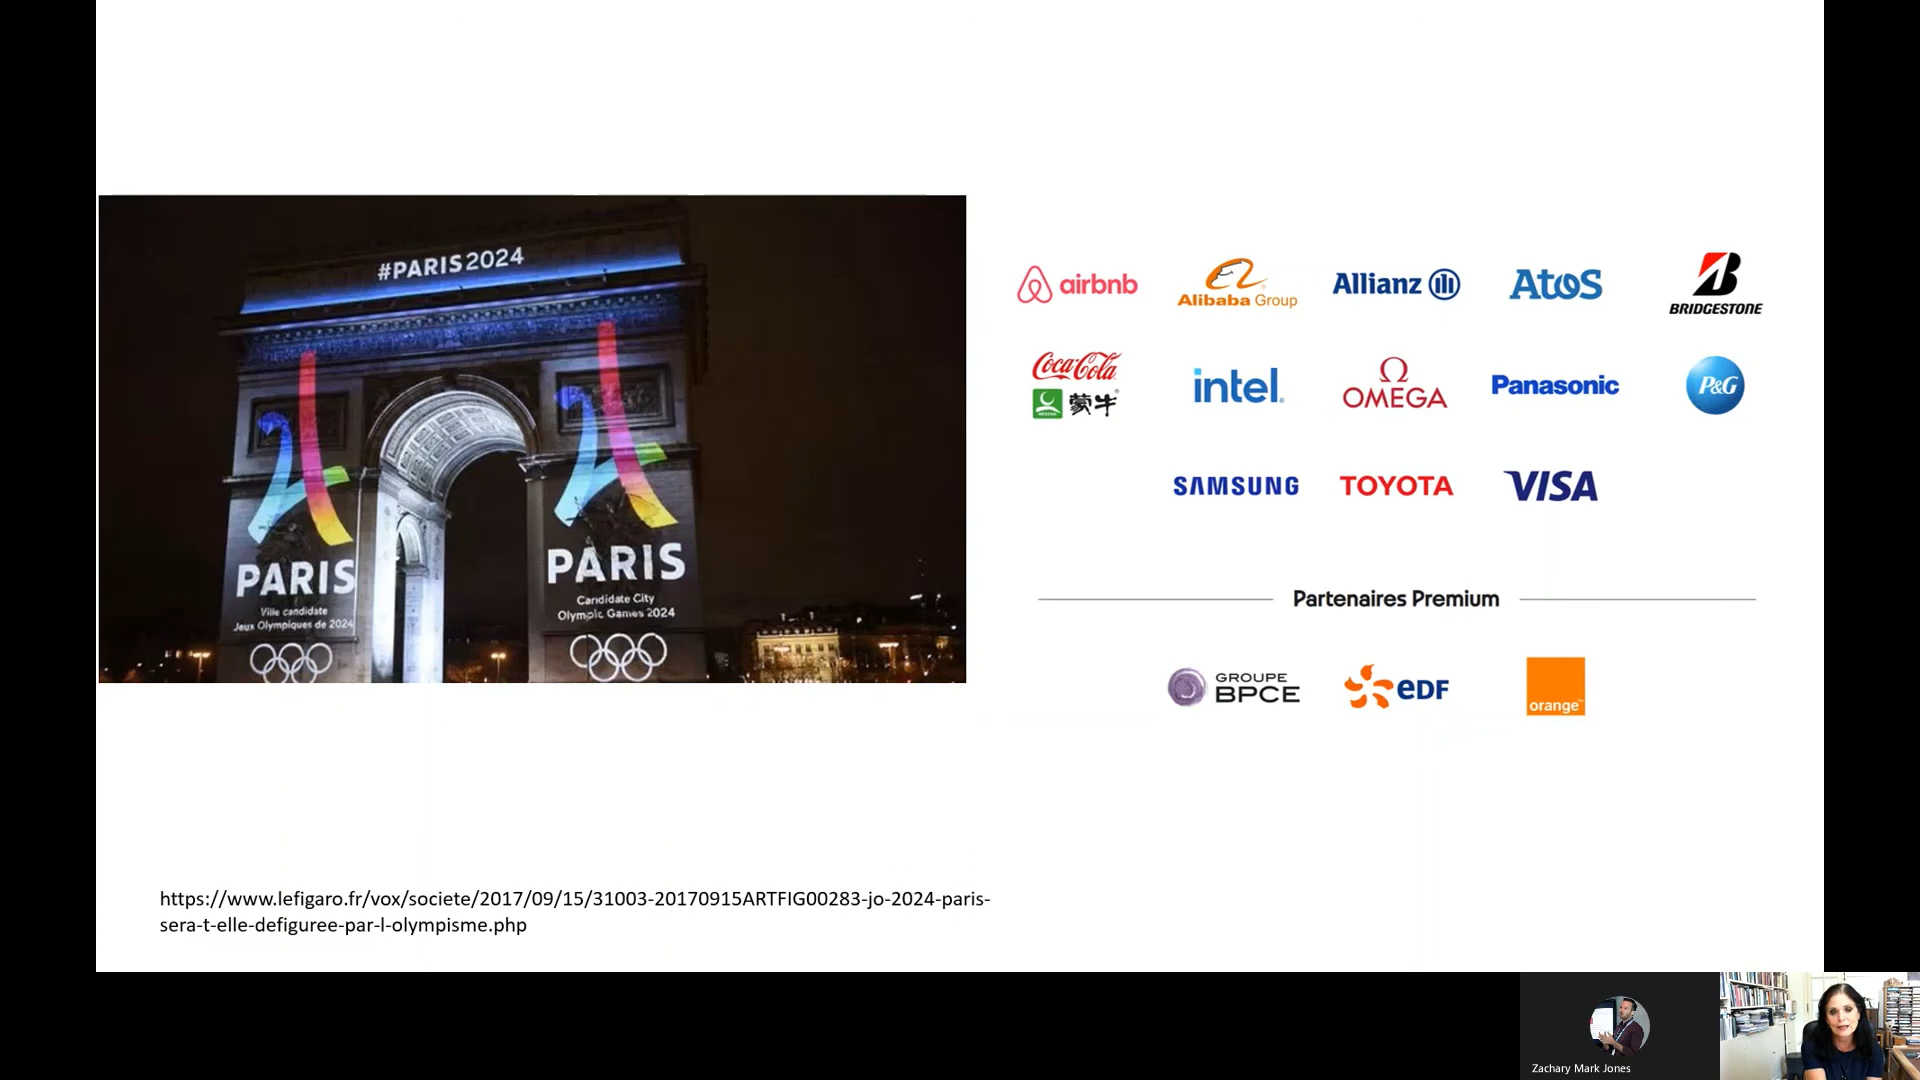 #PARIS2024
PARIS
Ville candidate
Jeux Olympiques de 2024
PARIS
Candidate City
Olympic Games 2024
airbnb
Alibaba Group
Allianz
Atos
BRIDGESTONE
Coca-Cola
蒙牛
intel.
OMEGA
Panasonic
P&G
SAMSUNG
TOYOTA
VISA
Partenaires Premium
GROUPE
BPCE
eDF
orange™
https://www.lefigaro.fr/vox/societe/2017/09/15/31003-20170915ARTFIG00283-jo-2024-paris-
sera-t-elle-defiguree-par-l-olympisme.php
Zachary Mark Jones